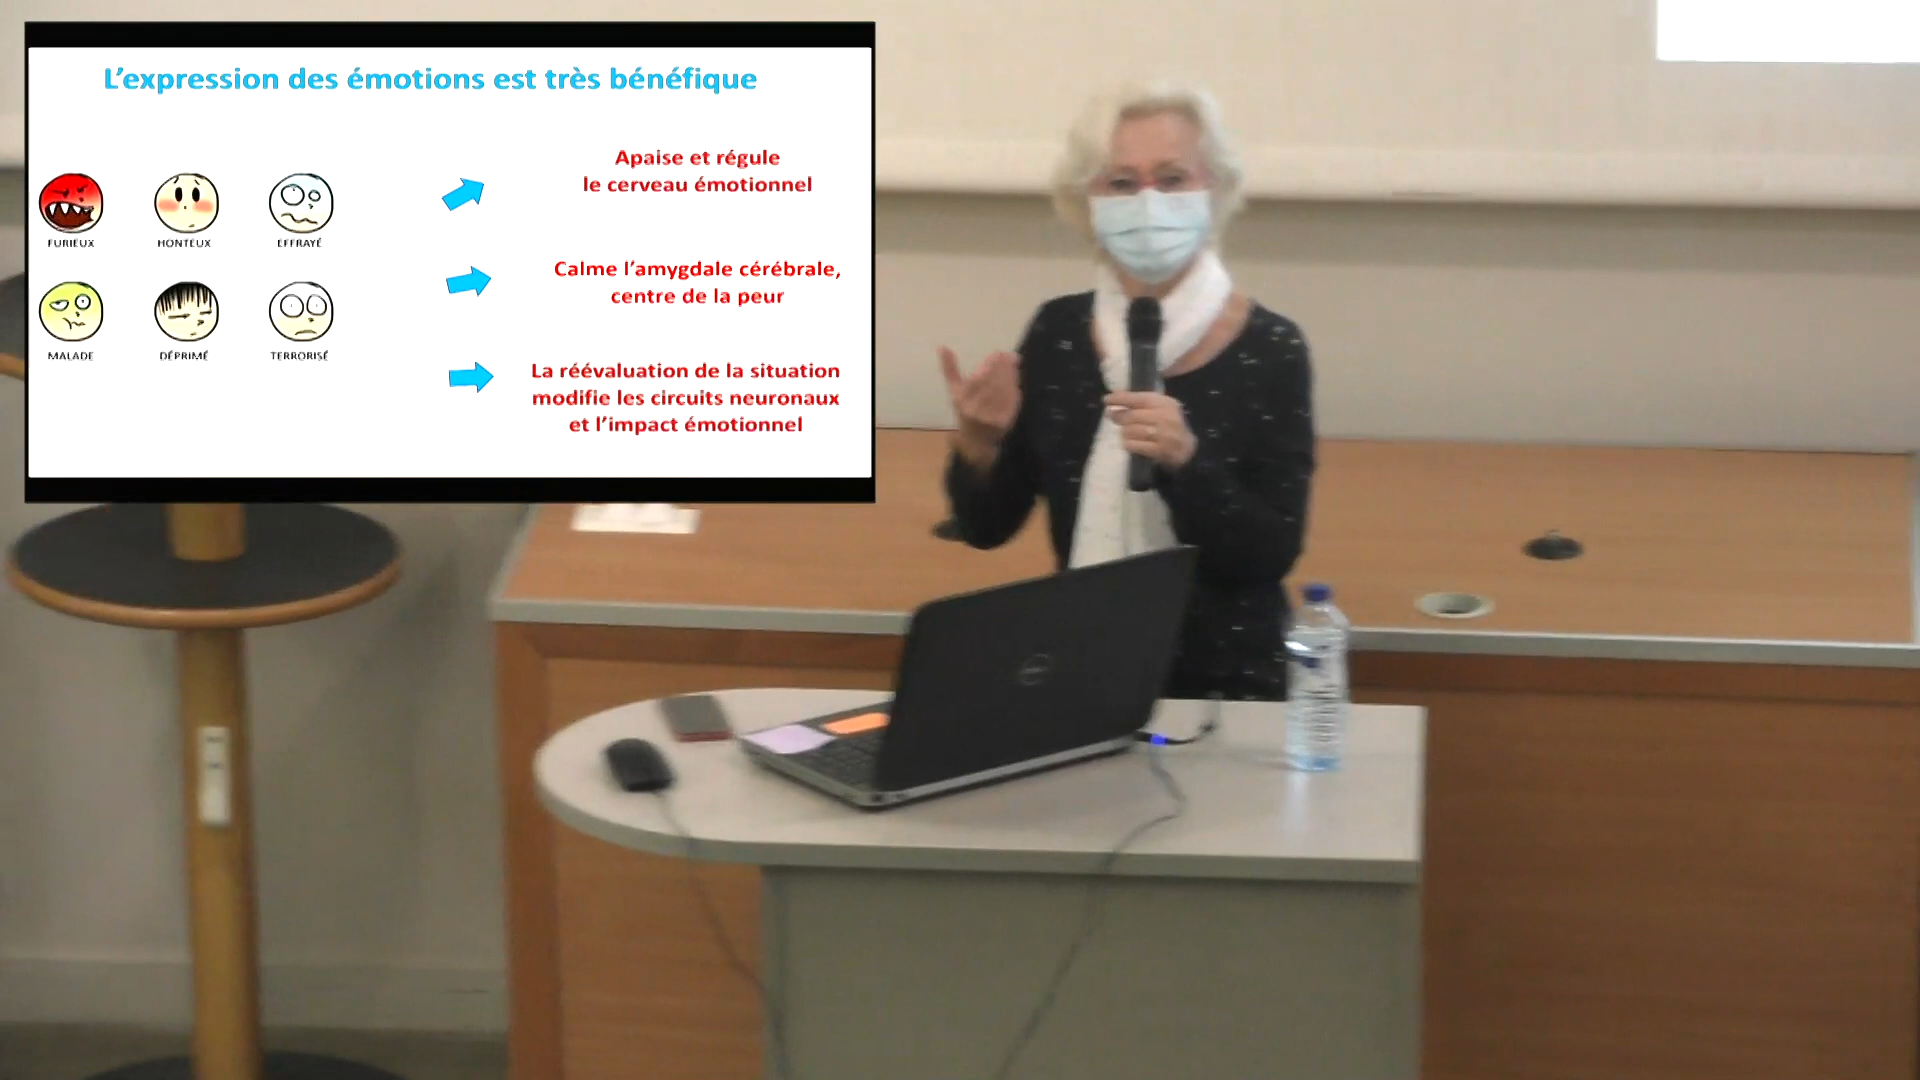 L'expression des émotions est très bénéfique
Apaise et régule
le cerveau émotionnel
FURIEUX
HONTEUX
EFFRAYÉ
Calme l'amygdale cérébrale,
centre de la peur
MALADE
DÉPRIMÉ
TERRORISÉ
La réévaluation de la situation
modifie les circuits neuronaux
et l'impact émotionnel